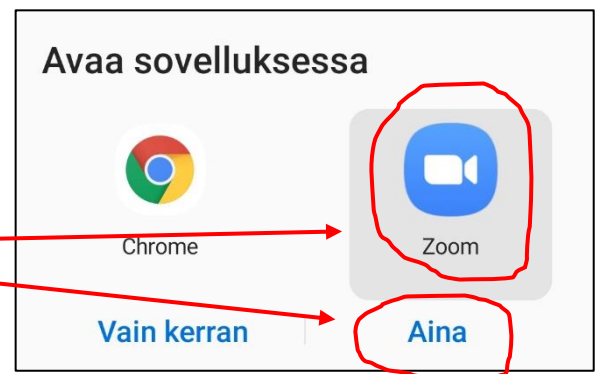 Avaa sovelluksessa
Chrome
Zoom
Vain kerran
Aina